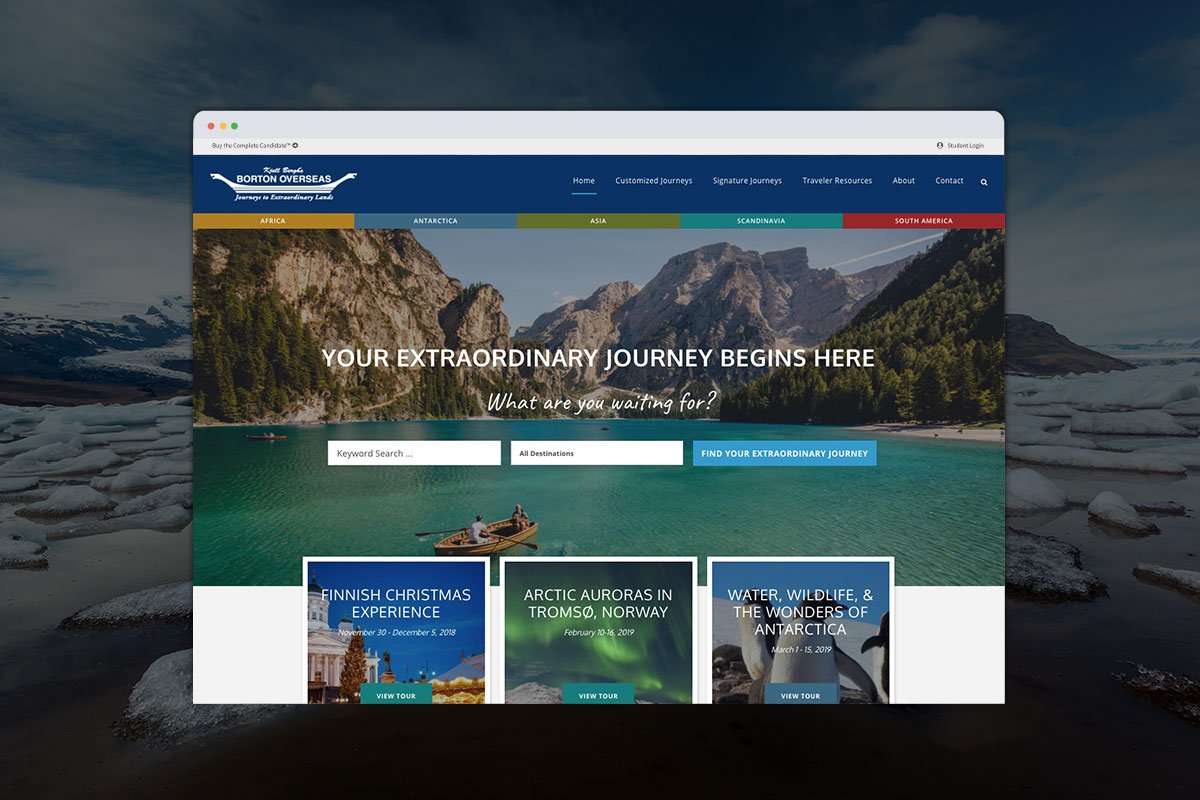 Buy the Complete Candidate™
Student Login
Kjell Bergh's
BORTON OVERSEAS
Journeys to Extraordinary Lands
Home
Customized Journeys
Signature Journeys
Traveler Resources
About
Contact
AFRICA
ANTARCTICA
ASIA
SCANDINAVIA
SOUTH AMERICA
YOUR EXTRAORDINARY JOURNEY BEGINS HERE
What are you waiting for?
Keyword Search ...
All Destinations
FIND YOUR EXTRAORDINARY JOURNEY
FINNISH CHRISTMAS
EXPERIENCE
November 30 - December 5, 2018
VIEW TOUR
ARCTIC AURORAS IN
TROMSØ, NORWAY
February 10-16, 2019
VIEW TOUR
WATER, WILDLIFE, &
THE WONDERS OF
ANTARCTICA
March 1 - 15, 2019
VIEW TOUR